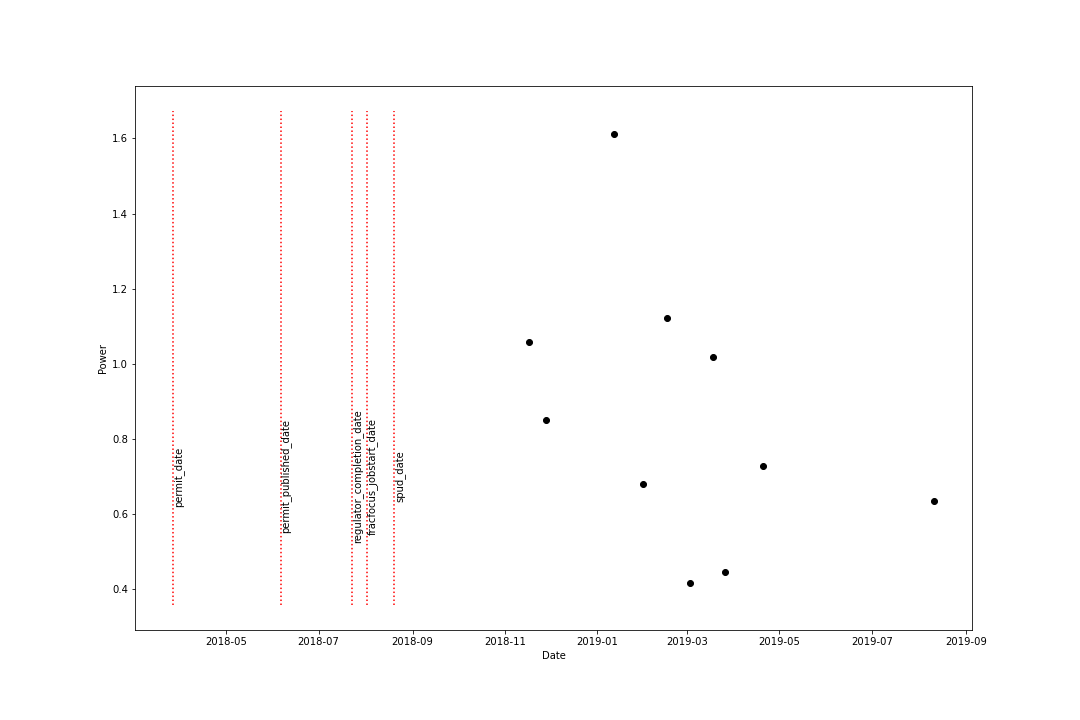 1.6
1.4
1.2
1.0
0.8
0.6
0.4
Power
permit_date
permit_published_date
regulator_completion_date
fracfocus_jobstart_date
spud_date
2018-05
2018-07
2018-09
2018-11
2019-01
2019-03
2019-05
2019-07
2019-09
Date